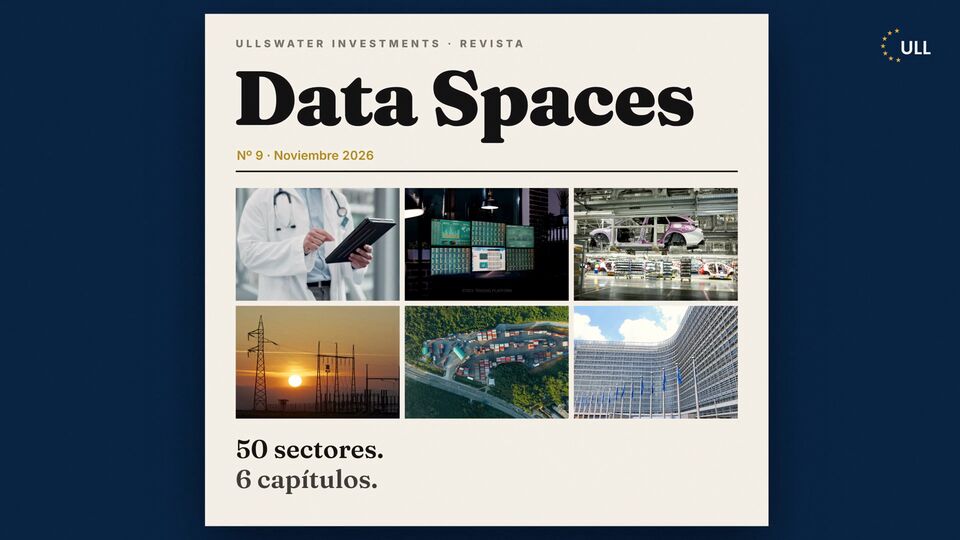 ULLSWATER INVESTMENTS · REVISTA
ULL
Data Spaces
Nº 9 · Noviembre 2026
50 sectores.
6 capítulos.